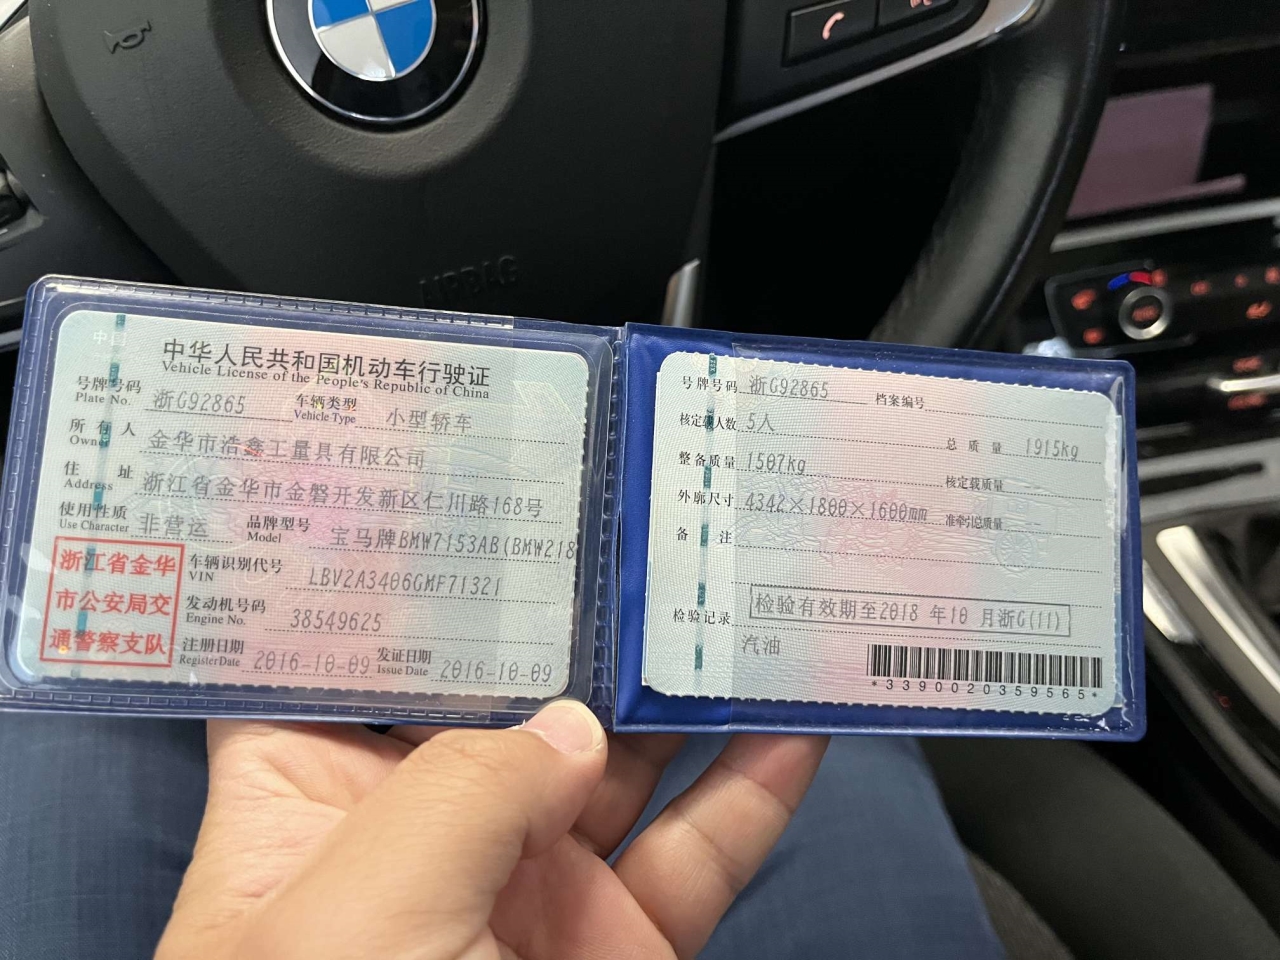 AIRBAG
中华人民共和国机动车行驶证
Vehicle License of the People's Republic of China
号牌号码 浙G92865 车辆类型 小型轿车
Plate No. Vehicle Type
所有人 金华市浩鑫工量具有限公司
Owner
住址 浙江省金华市金磐开发新区仁川路168号
Address
使用性质 非营运 品牌型号 宝马牌BMW7153AB(BMW218
Use Character Model
浙江省金华
市公安局交
通警察支队
车辆识别代号 LBV2A3406GMF71321
VIN
发动机号码 38549625
Engine No.
注册日期 2016-10-09 发证日期 2016-10-09
Register Date Issue Date
号牌号码 浙G92865 档案编号
核定载人数 5人 总质量 1915kg
整备质量 1507kg 核定载质量
外廓尺寸 4342×1800×1600mm 准牵引总质量
备注
检验记录 检验有效期至2018 年10 月浙G(11)
汽油
*3390020359565*